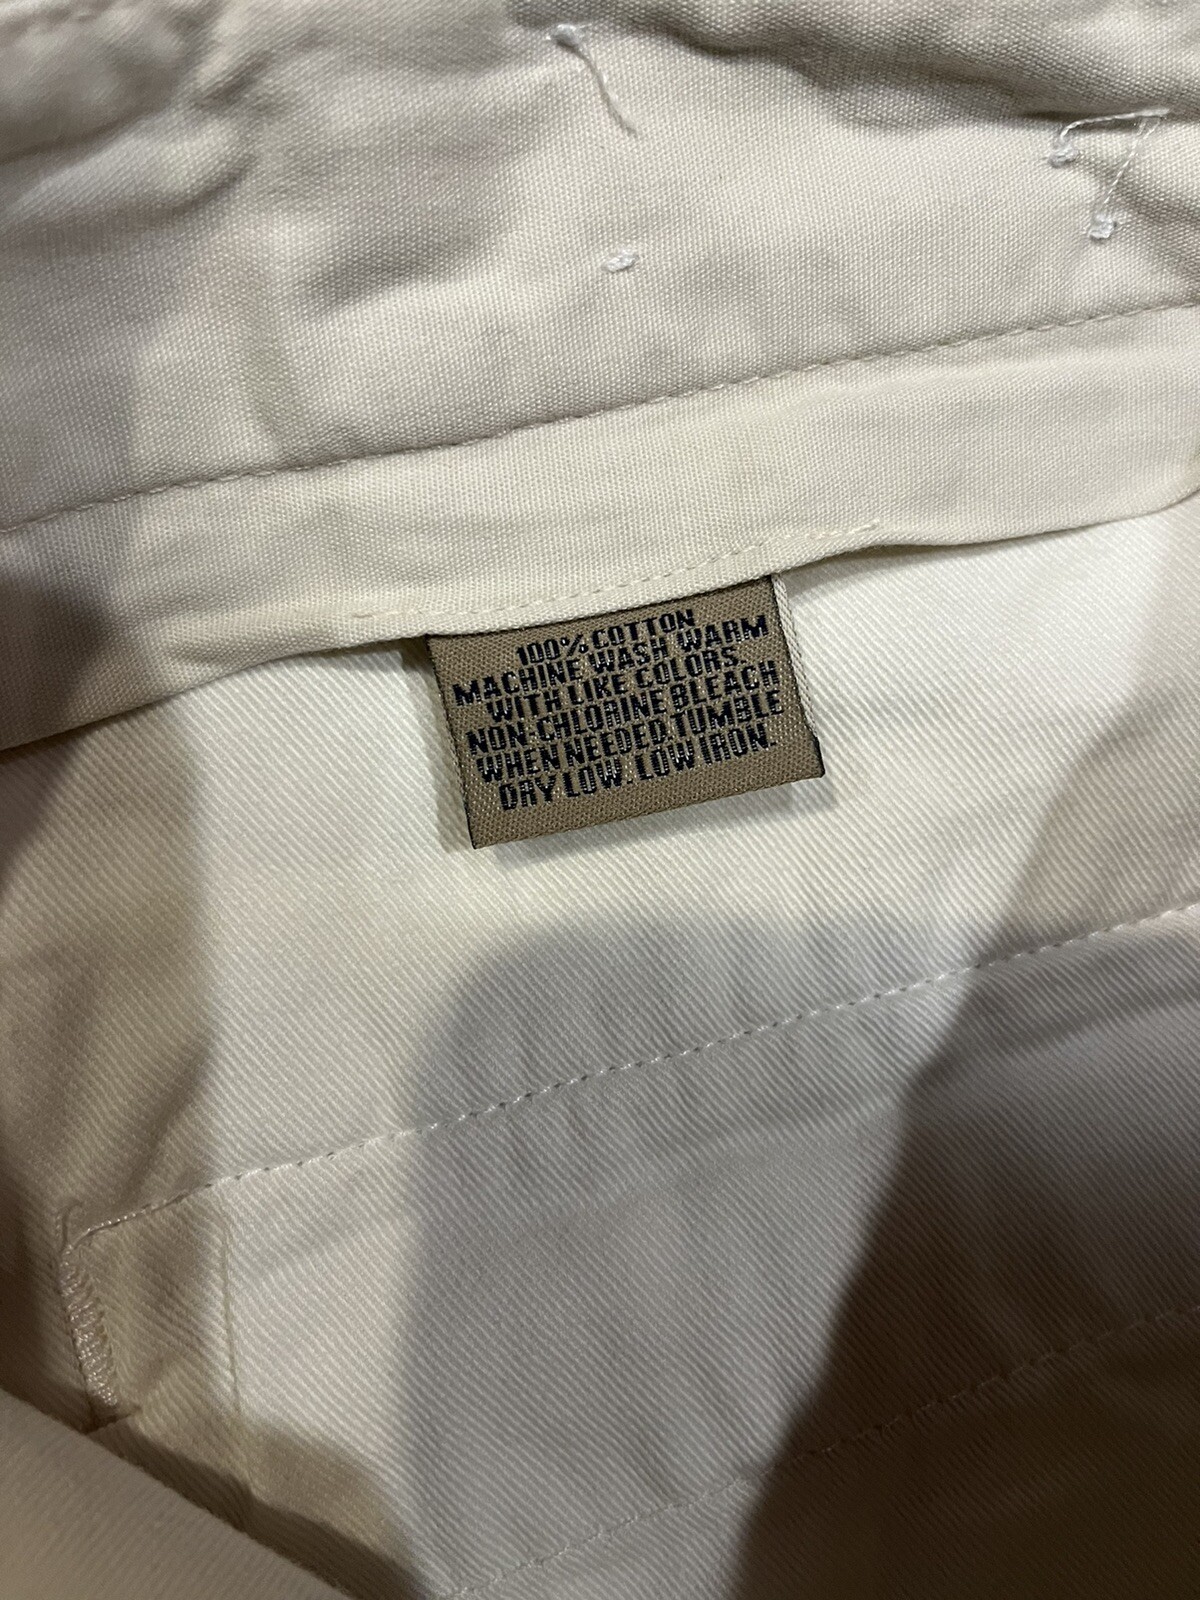 100% COTTON
MACHINE WASH WARM
WITH LIKE COLORS.
NON-CHLORINE BLEACH
WHEN NEEDED. TUMBLE
DRY LOW. LOW IRON.